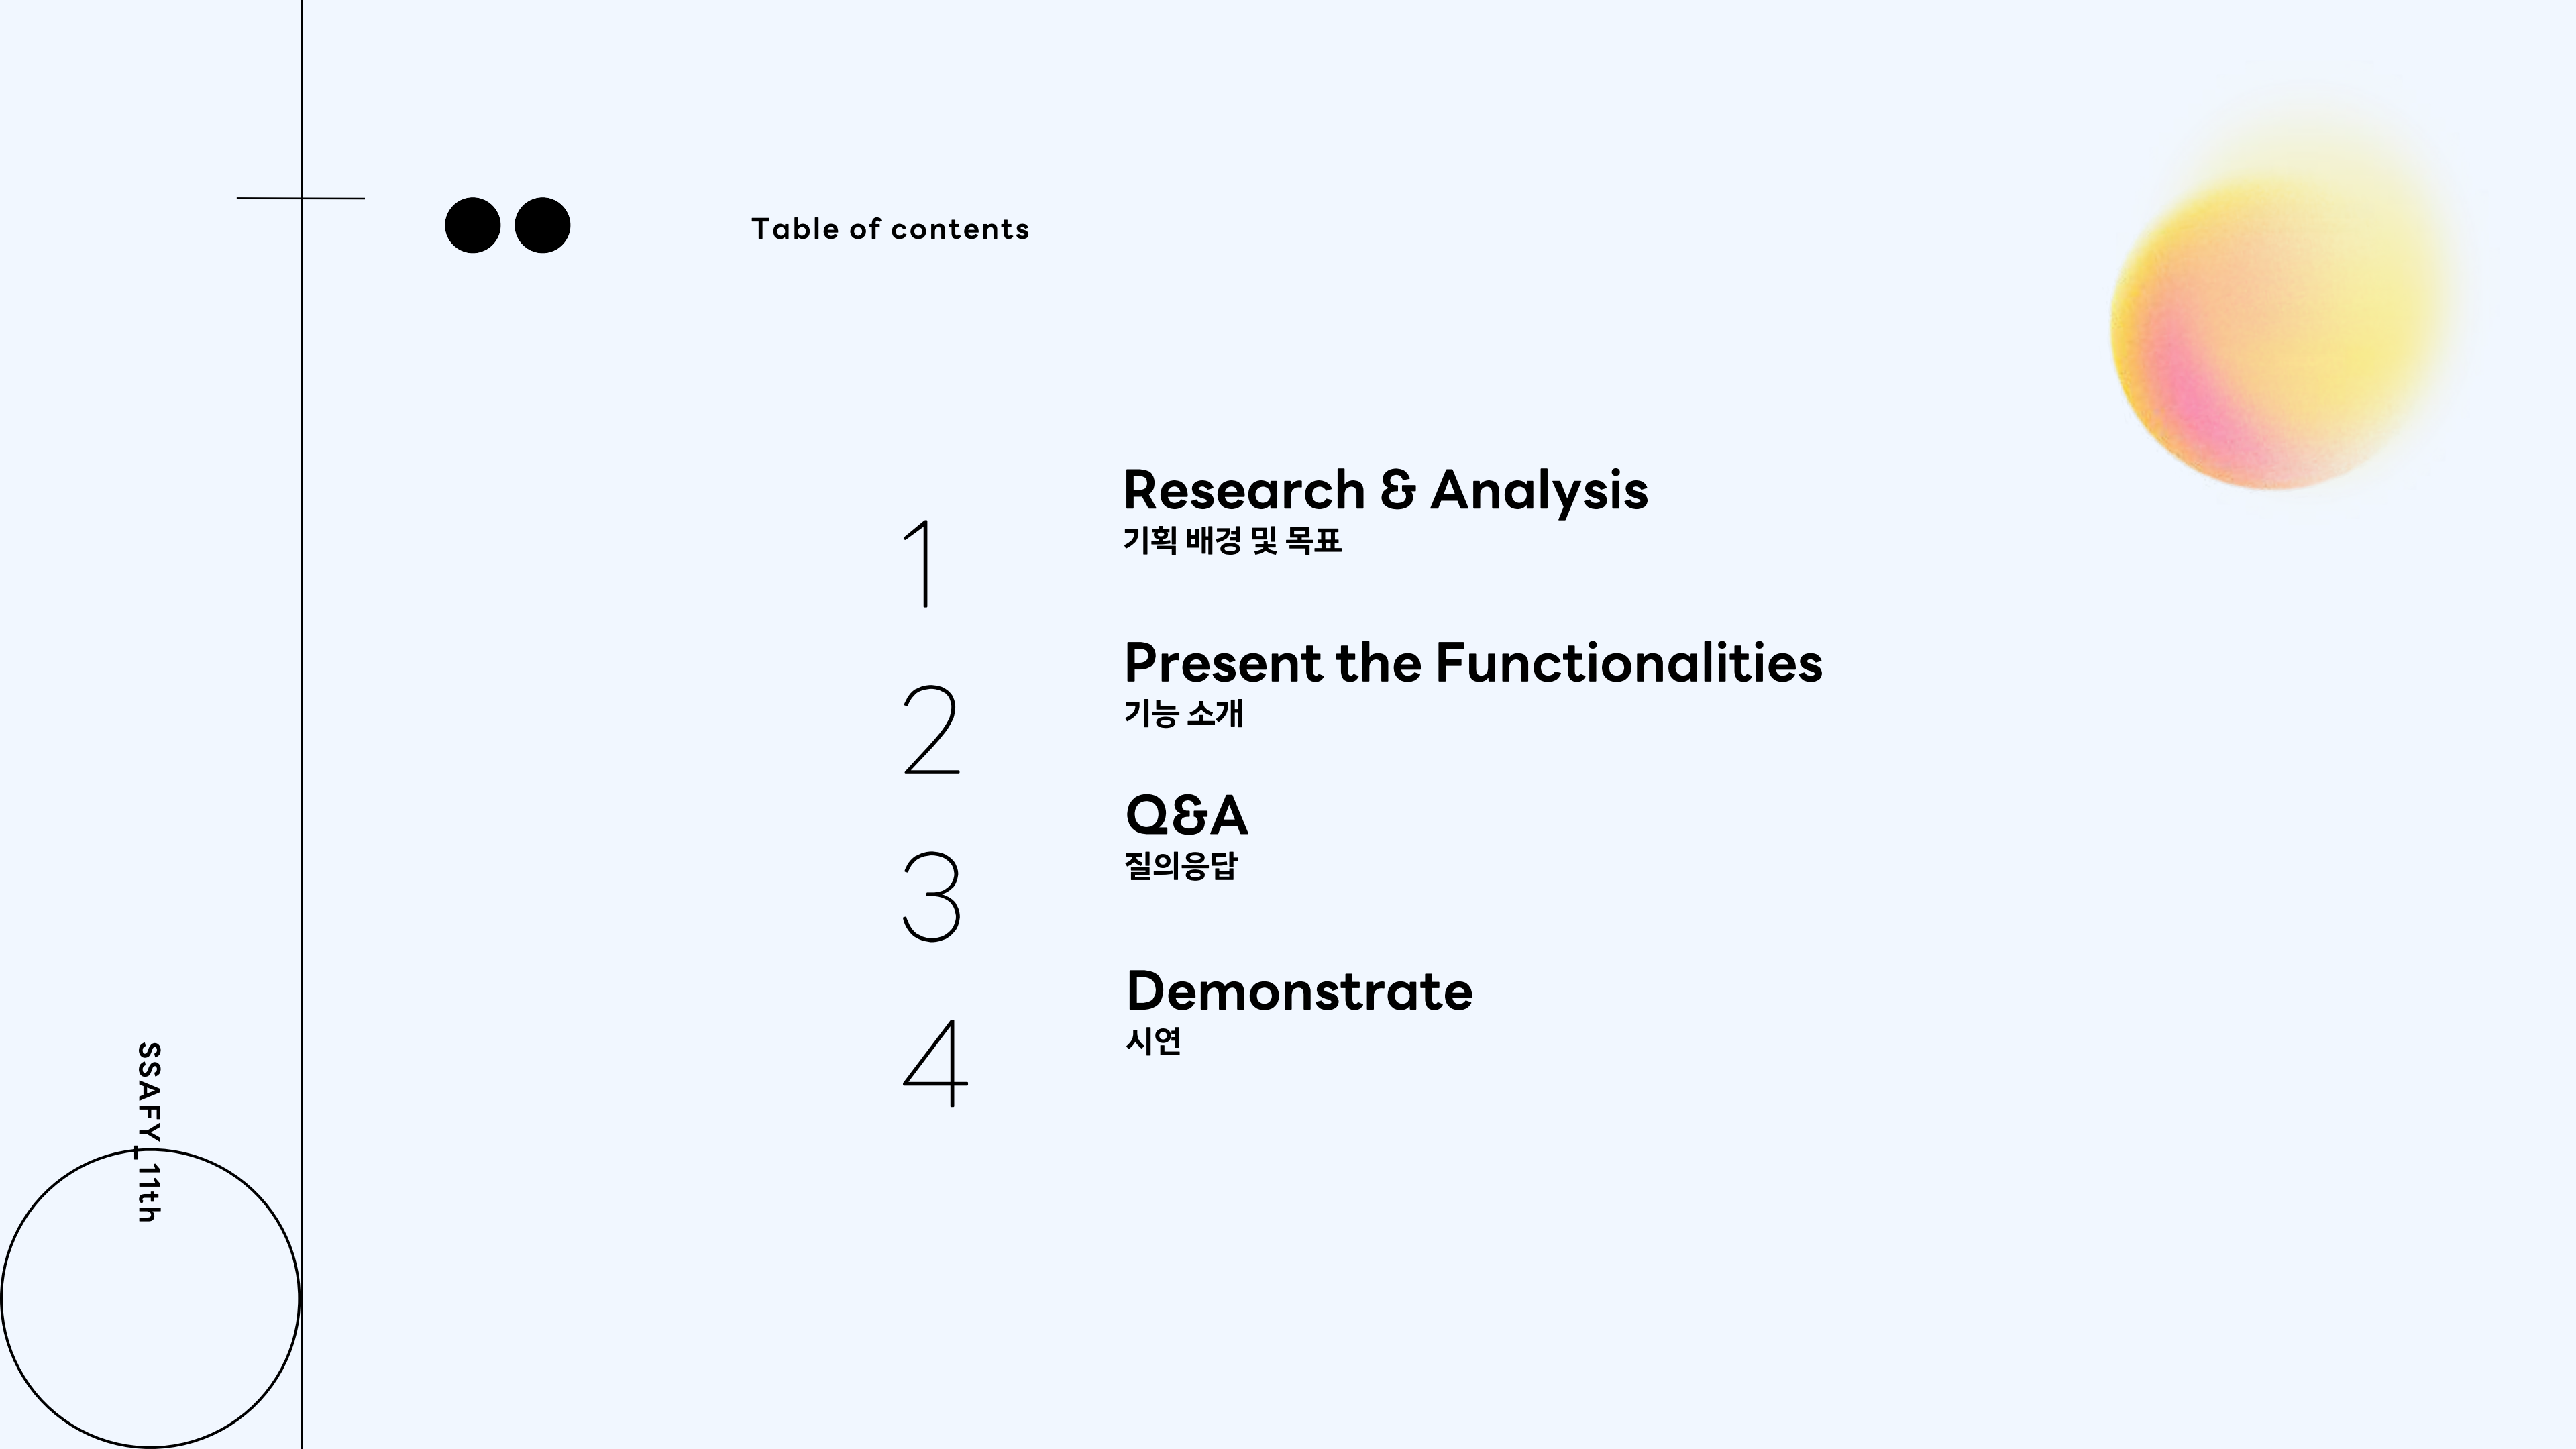 Table of contents
1
Research & Analysis
기획 배경 및 목표
2
Present the Functionalities
기능 소개
3
Q&A
질의응답
4
Demonstrate
시연
SSAFY_11th